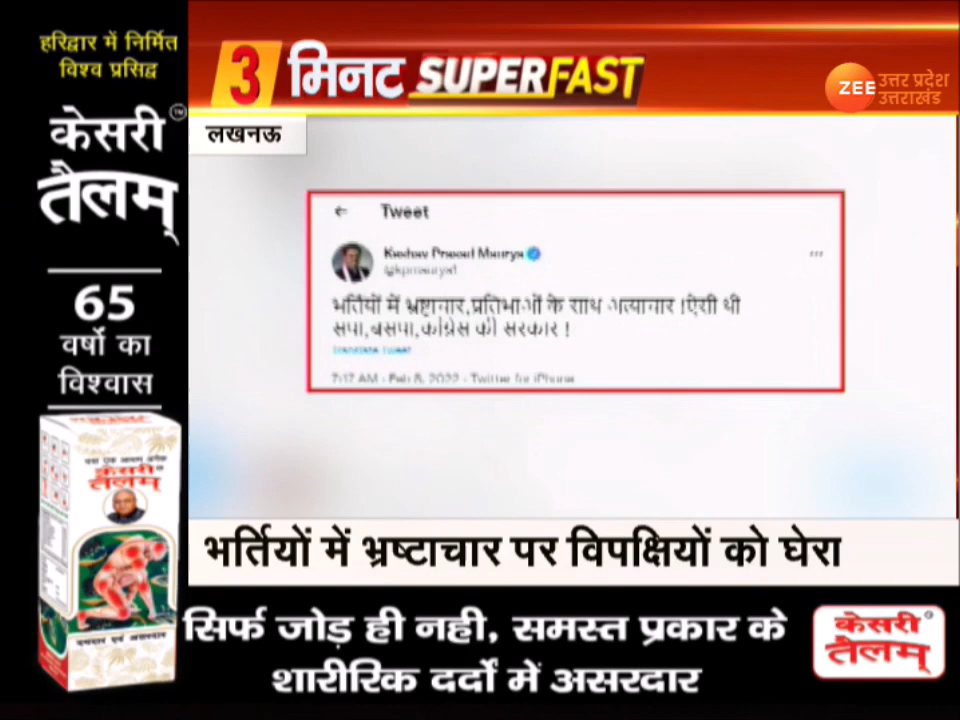 हरिद्वार में निर्मित
विश्व प्रसिद्व
केसरी
तैलम्
65
वर्षो का
विश्वास
3 मिनट SUPERFAST
ZEE उत्तर प्रदेश
उत्तराखंड
लखनऊ
← Tweet
Keshav Prasad Maurya
@kpmaurya1
भर्तियों में भ्रष्टाचार,प्रतिभाओं के साथ अत्याचार !ऐसी थी
सपा,बसपा,कांग्रेस की सरकार !
7:17 AM · Feb 8, 2022 · Twitter for iPhone
भर्तियों में भ्रष्टाचार पर विपक्षियों को घेरा
केसरी
तैलम्
सिर्फ जोड़ ही नही, समस्त प्रकार के
शारीरिक दर्दो में असरदार
केसरी
तैलम्